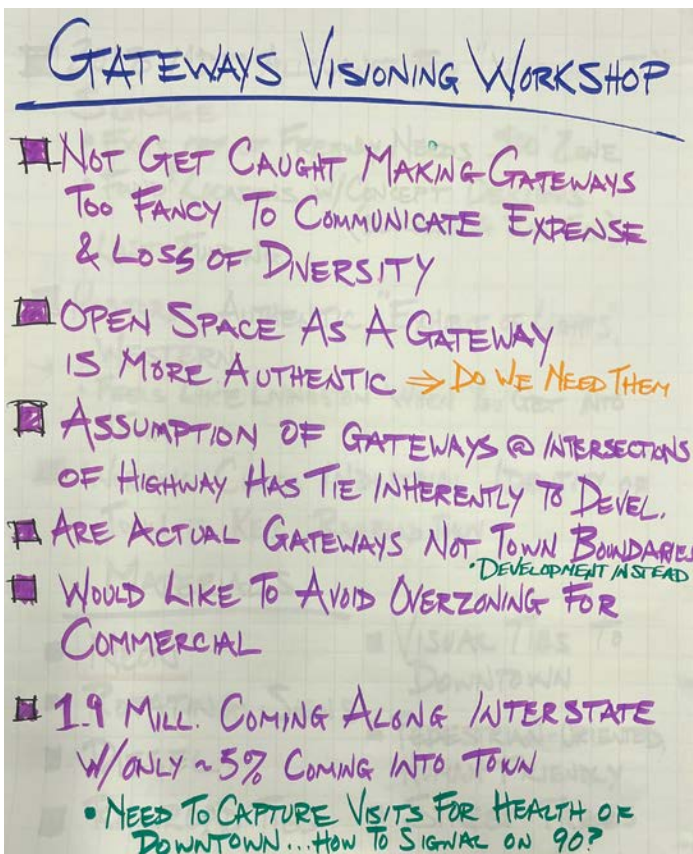 GATEWAYS VISIONING WORKSHOP
NOT GET CAUGHT MAKING GATEWAYS
TOO FANCY TO COMMUNICATE EXPENSE
& LOSS OF DIVERSITY
OPEN SPACE AS A GATEWAY
IS MORE AUTHENTIC ⇒ DO WE NEED THEM
ASSUMPTION OF GATEWAYS @ INTERSECTIONS
OF HIGHWAY HAS TIE INHERENTLY TO DEVEL.
ARE ACTUAL GATEWAYS NOT TOWN BOUNDARIES
• DEVELOPMENT INSTEAD
WOULD LIKE TO AVOID OVERZONING FOR
COMMERCIAL
1.9 MILL. COMING ALONG INTERSTATE
W/ONLY ~5% COMING INTO TOWN
• NEED TO CAPTURE VISITS FOR HEALTH OF
DOWNTOWN... HOW TO SIGNAL ON 90?